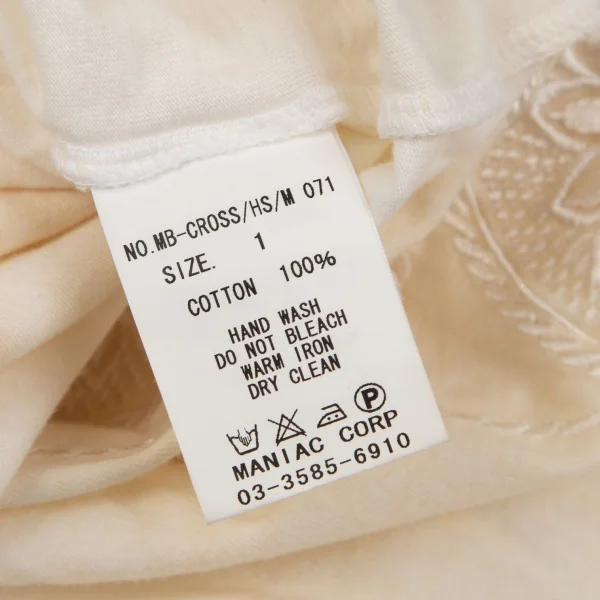 NO.MB-CROSS/HS/M 071
SIZE. 1
COTTON 100%
HAND WASH
DO NOT BLEACH
WARM IRON
DRY CLEAN
P
MANIAC CORP
03-3585-6910